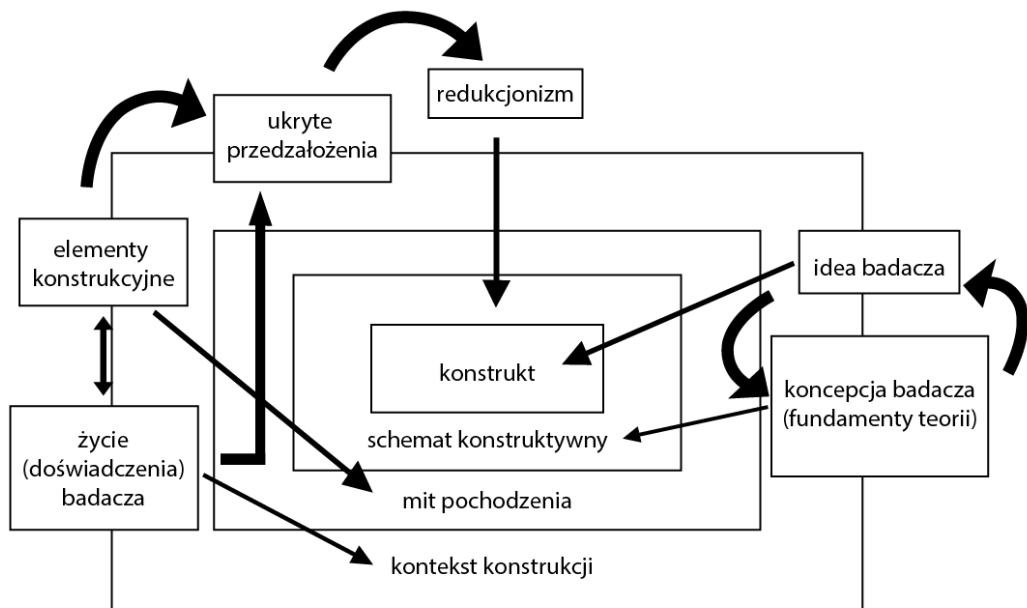 redukcjonizm
ukryte
przedzałożenia
elementy
konstrukcyjne
idea badacza
konstrukt
koncepcja badacza
(fundamenty teorii)
schemat konstruktywny
życie
(doświadczenia)
badacza
mit pochodzenia
kontekst konstrukcji